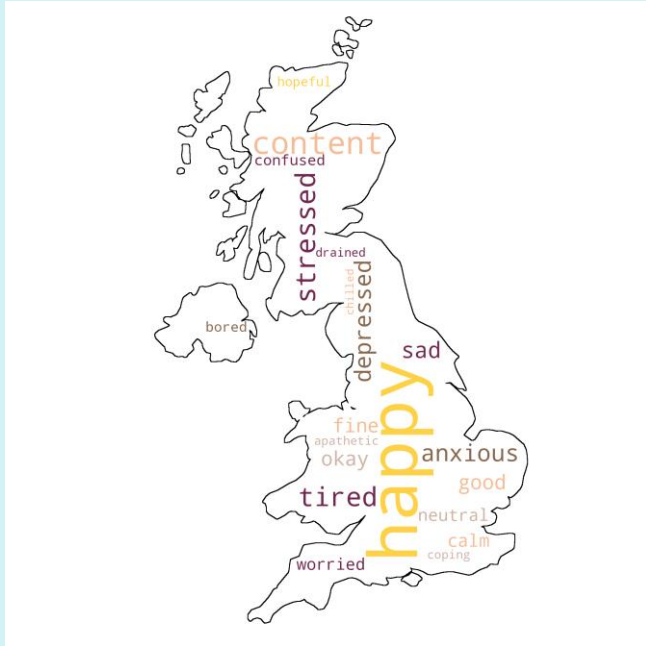 hopeful
content
confused
stressed
drained
chilled
depressed
bored
sad
happy
fine
apathetic
okay
anxious
good
tired
neutral
calm
coping
worried